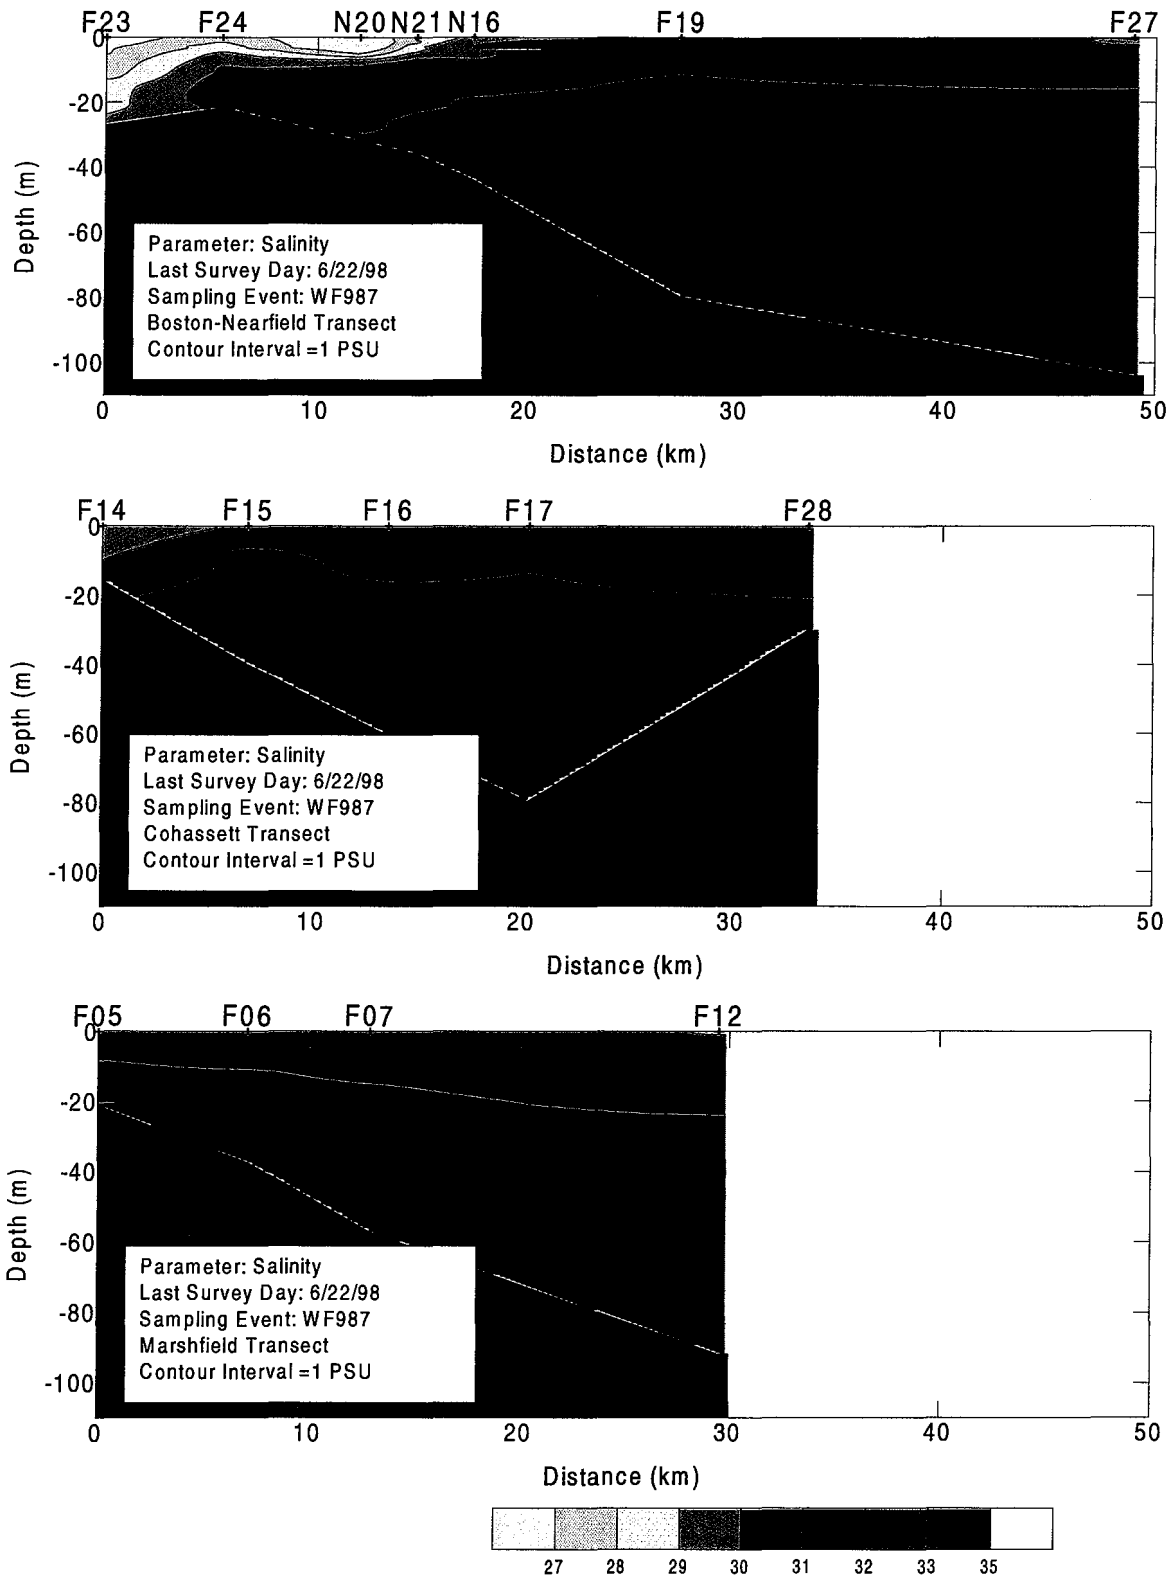 F23 F24 N20 N21 N16 F19 F27
0
-20
-40
-60
-80
-100
Depth (m)
Parameter: Salinity
Last Survey Day: 6/22/98
Sampling Event: WF987
Boston-Nearfield Transect
Contour Interval =1 PSU
0 10 20 30 40 50
Distance (km)
F14 F15 F16 F17 F28
0
-20
-40
-60
-80
-100
Depth (m)
Parameter: Salinity
Last Survey Day: 6/22/98
Sampling Event: WF987
Cohassett Transect
Contour Interval =1 PSU
0 10 20 30 40 50
Distance (km)
F05 F06 F07 F12
0
-20
-40
-60
-80
-100
Depth (m)
Parameter: Salinity
Last Survey Day: 6/22/98
Sampling Event: WF987
Marshfield Transect
Contour Interval =1 PSU
0 10 20 30 40 50
Distance (km)
27 28 29 30 31 32 33 35